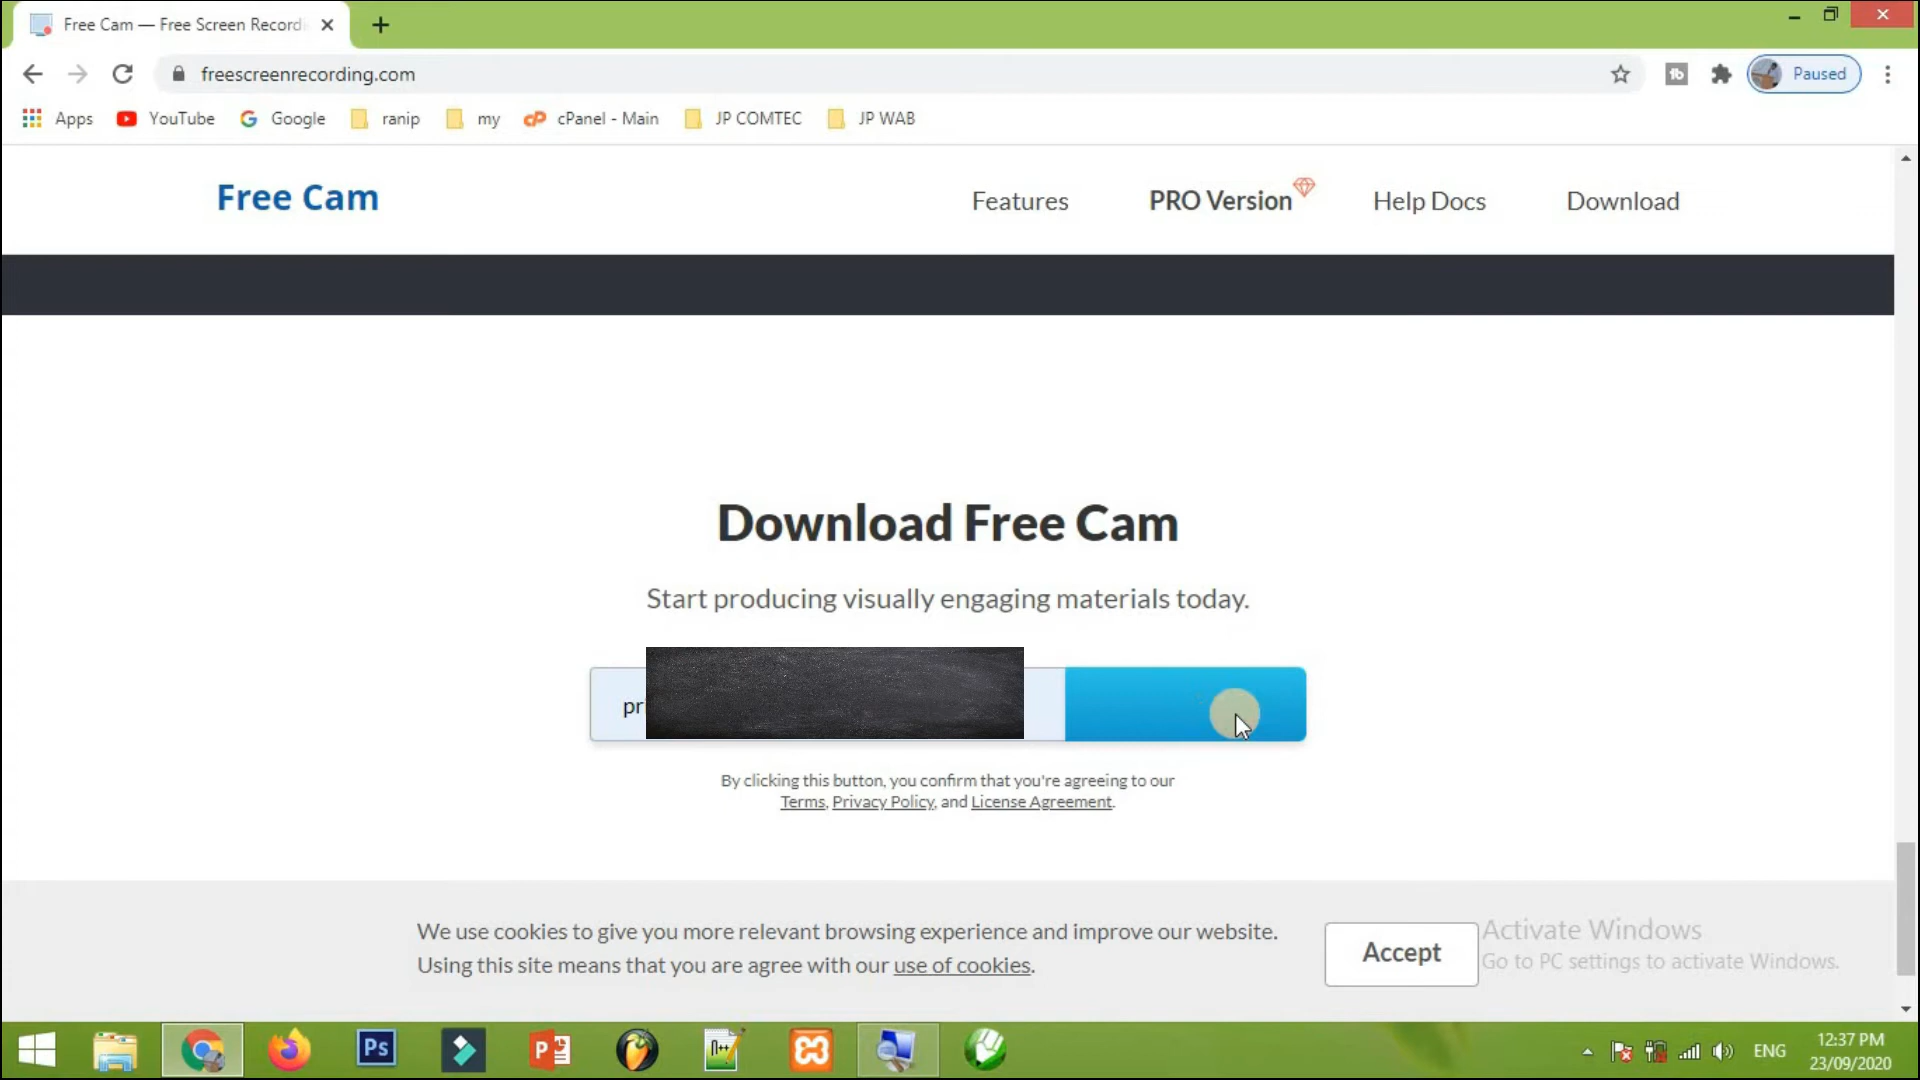 Free Cam — Free Screen Recordi
freescreenrecording.com
Paused
Apps
YouTube
Google
ranip
my
cPanel - Main
JP COMTEC
JP WAB
Free Cam
Features
PRO Version
Help Docs
Download
Download Free Cam
Start producing visually engaging materials today.
pri
By clicking this button, you confirm that you're agreeing to our
Terms, Privacy Policy, and License Agreement.
We use cookies to give you more relevant browsing experience and improve our website.
Using this site means that you are agree with our use of cookies.
Accept
Activate Windows
Go to PC settings to activate Windows.
Ps
ENG
12:37 PM
23/09/2020